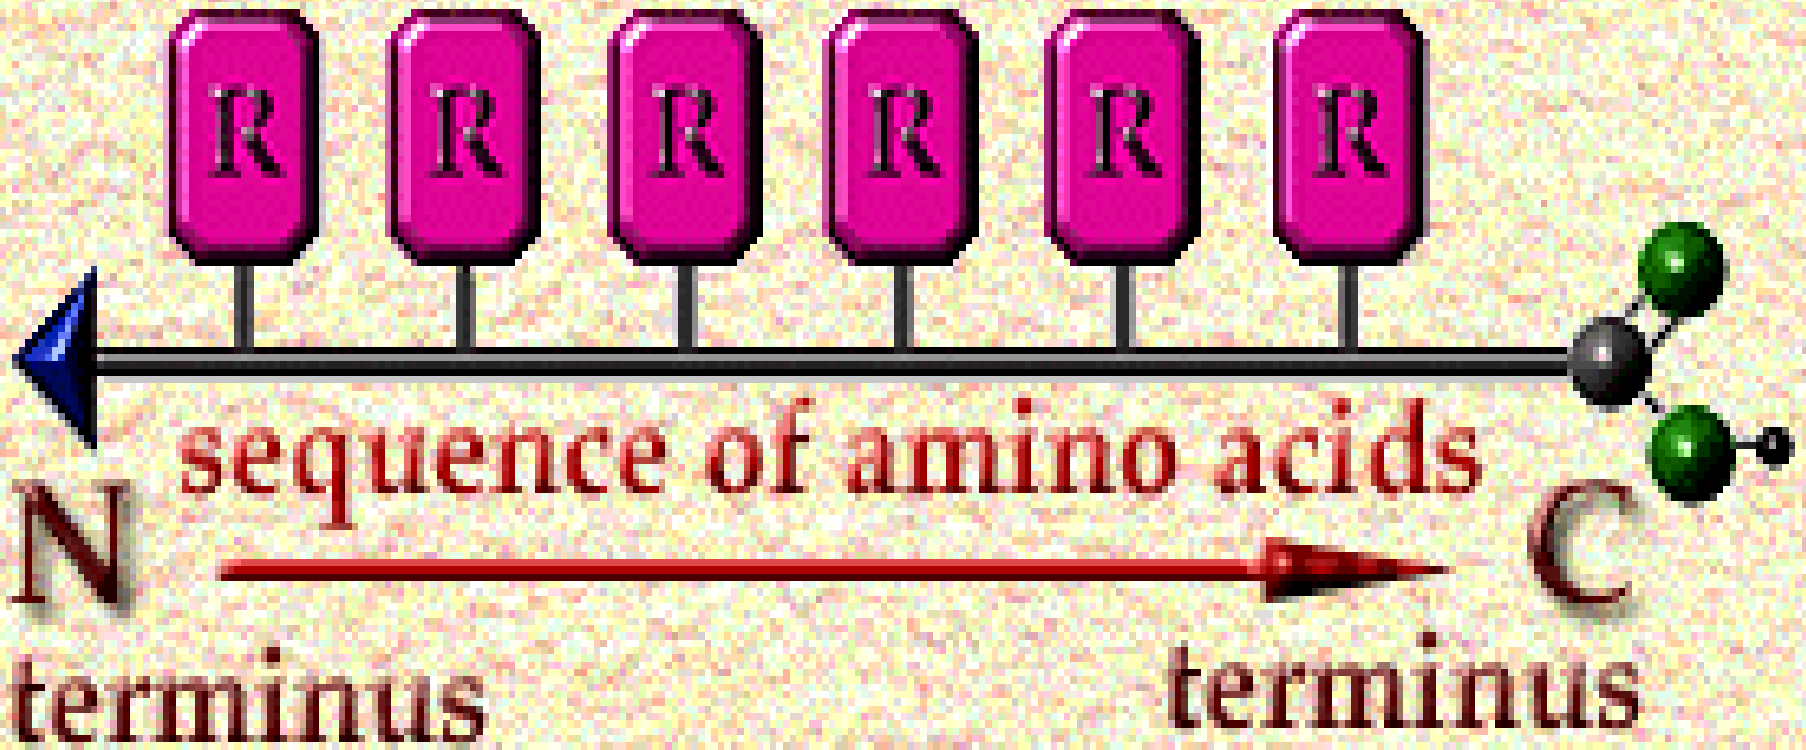 R R R R R R
sequence of amino acids
N C
terminus terminus